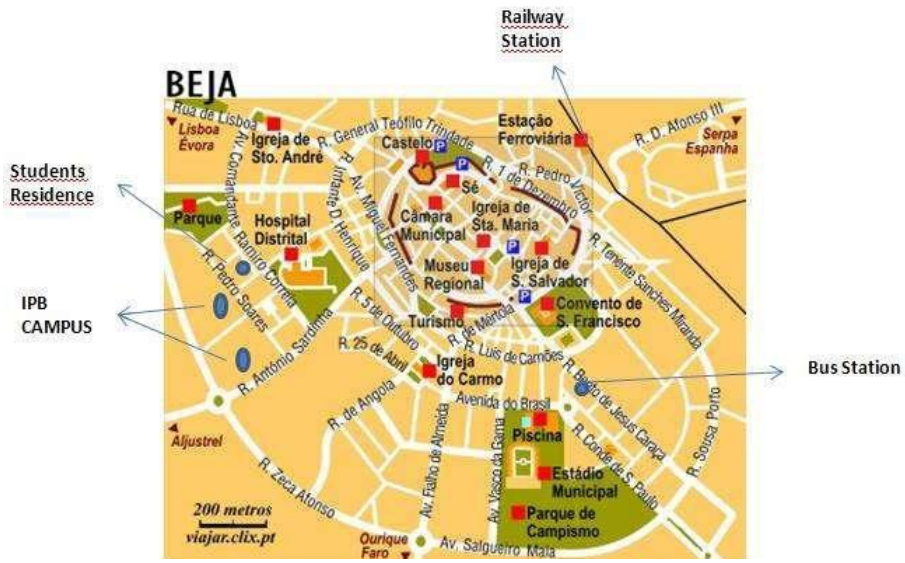 Railway
Station
BEJA
Rua de Lisboa
Lisboa
Évora
Igreja de
Sto. André
R. General Teófilo Trindade
Castelo
P
P
Estação
Ferroviária
R. D. Afonso III
Serpa
Espanha
Students
Residence
Av. Comandante Ramiro Correia
R. Infante D Henrique
Av. Miguel Fernandes
Sé
R. 1 de Dezembro
R. Pedro Victor
Parque
Hospital
Distrital
Câmara
Municipal
Igreja de
Sta. Maria
P
Museu
Regional
Igreja de
S. Salvador
R. Tenente Sanches Miranda
R. Pedro Suares
IPB
CAMPUS
P
Convento de
S. Francisco
Turismo
R. de Mértola
R. 5 de Outubro
R. Luis de Camões
R. António Sardinha
R. 25 de Abril
Igreja
do Carmo
R. Bento de Jesus Caraça
Bus Station
Avenida do Brasil
R. de Angola
Piscina
Aljustrel
R. Zeca Afonso
Av. Fialho de Almeida
Av. Vasco da Gama
R. Conde de S. Paulo
R. Sousa Porto
Estádio
Municipal
200 metros
viajar.clix.pt
Parque de
Campismo
Ourique
Faro
Av. Salgueiro Maia